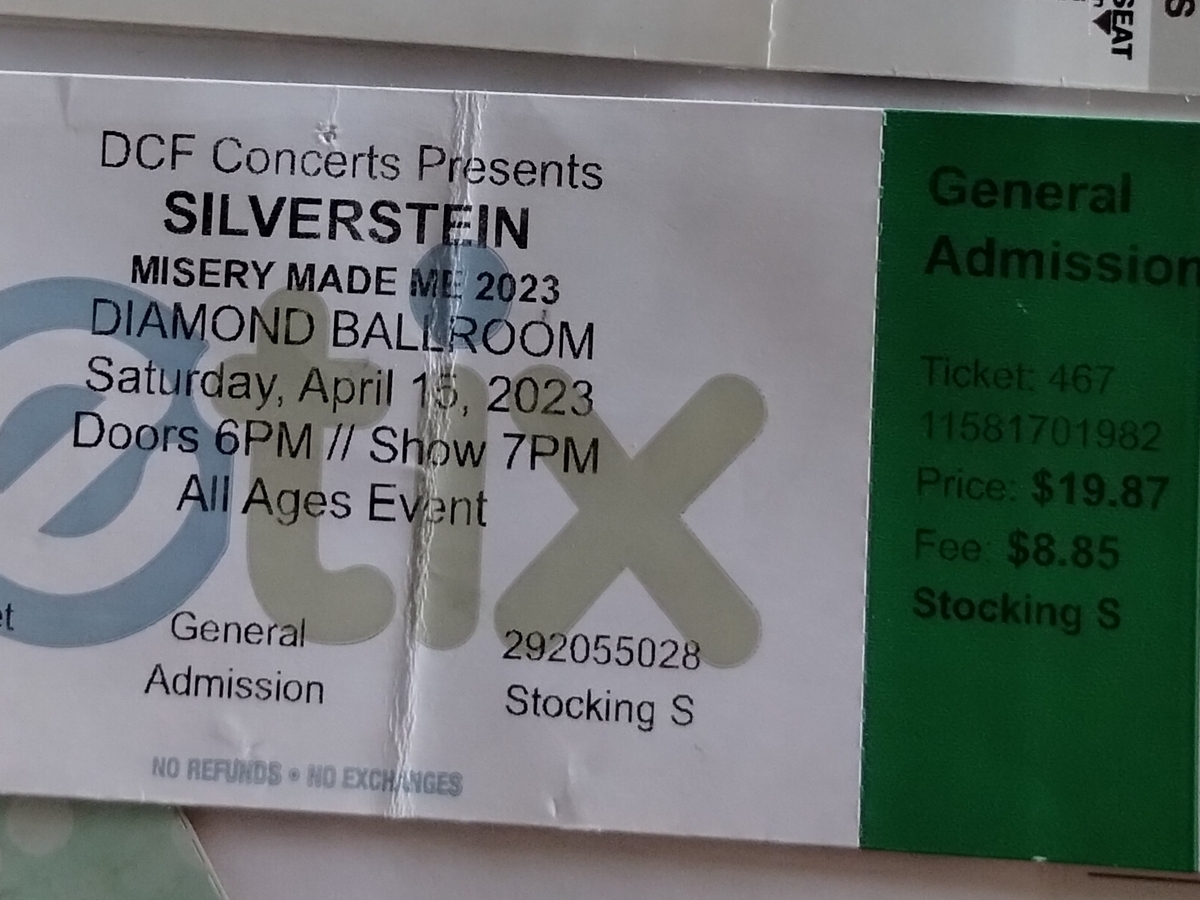 SEAT
DCF Concerts Presents
SILVERSTEIN
MISERY MADE ME 2023
DIAMOND BALLROOM
Saturday, April 15, 2023
Doors 6PM // Show 7PM
All Ages Event
etix
General
Admission
292055028
Stocking S
NO REFUNDS • NO EXCHANGES
General
Admission
Ticket: 467
11581701982
Price: $19.87
Fee: $8.85
Stocking S